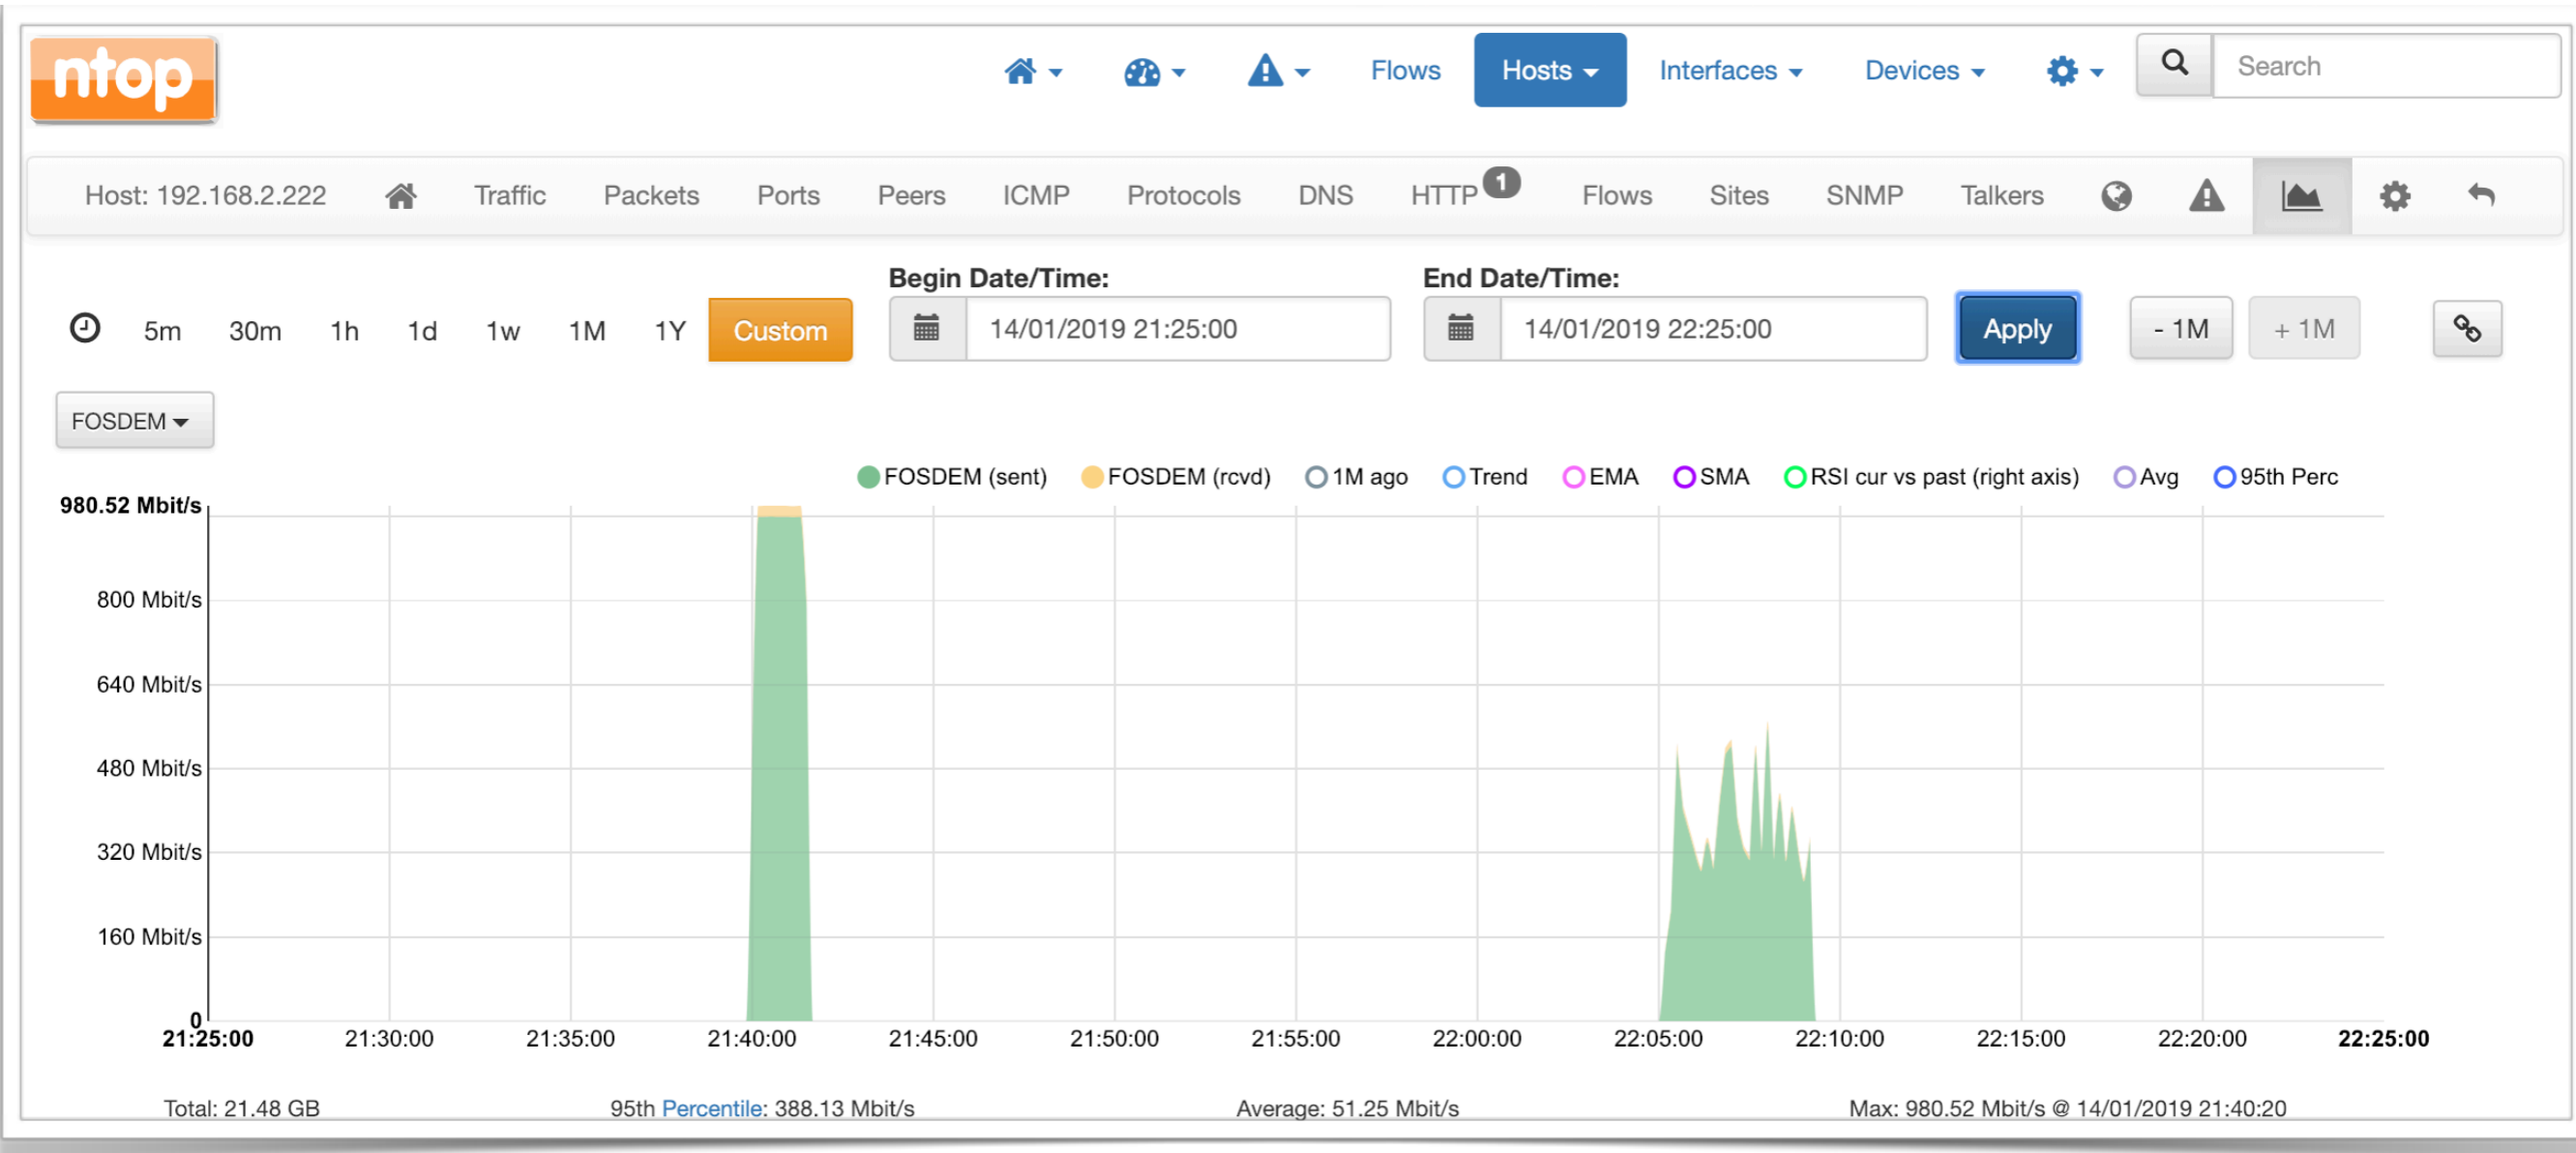 ntop
Flows Hosts Interfaces Devices Search
Host: 192.168.2.222 Traffic Packets Ports Peers ICMP Protocols DNS HTTP 1 Flows Sites SNMP Talkers
Begin Date/Time: End Date/Time:
5m 30m 1h 1d 1w 1M 1Y Custom 14/01/2019 21:25:00 14/01/2019 22:25:00 Apply - 1M + 1M
FOSDEM
FOSDEM (sent) FOSDEM (rcvd) 1M ago Trend EMA SMA RSI cur vs past (right axis) Avg 95th Perc
980.52 Mbit/s
800 Mbit/s
640 Mbit/s
480 Mbit/s
320 Mbit/s
160 Mbit/s
0
21:25:00 21:30:00 21:35:00 21:40:00 21:45:00 21:50:00 21:55:00 22:00:00 22:05:00 22:10:00 22:15:00 22:20:00 22:25:00
Total: 21.48 GB 95th Percentile: 388.13 Mbit/s Average: 51.25 Mbit/s Max: 980.52 Mbit/s @ 14/01/2019 21:40:20